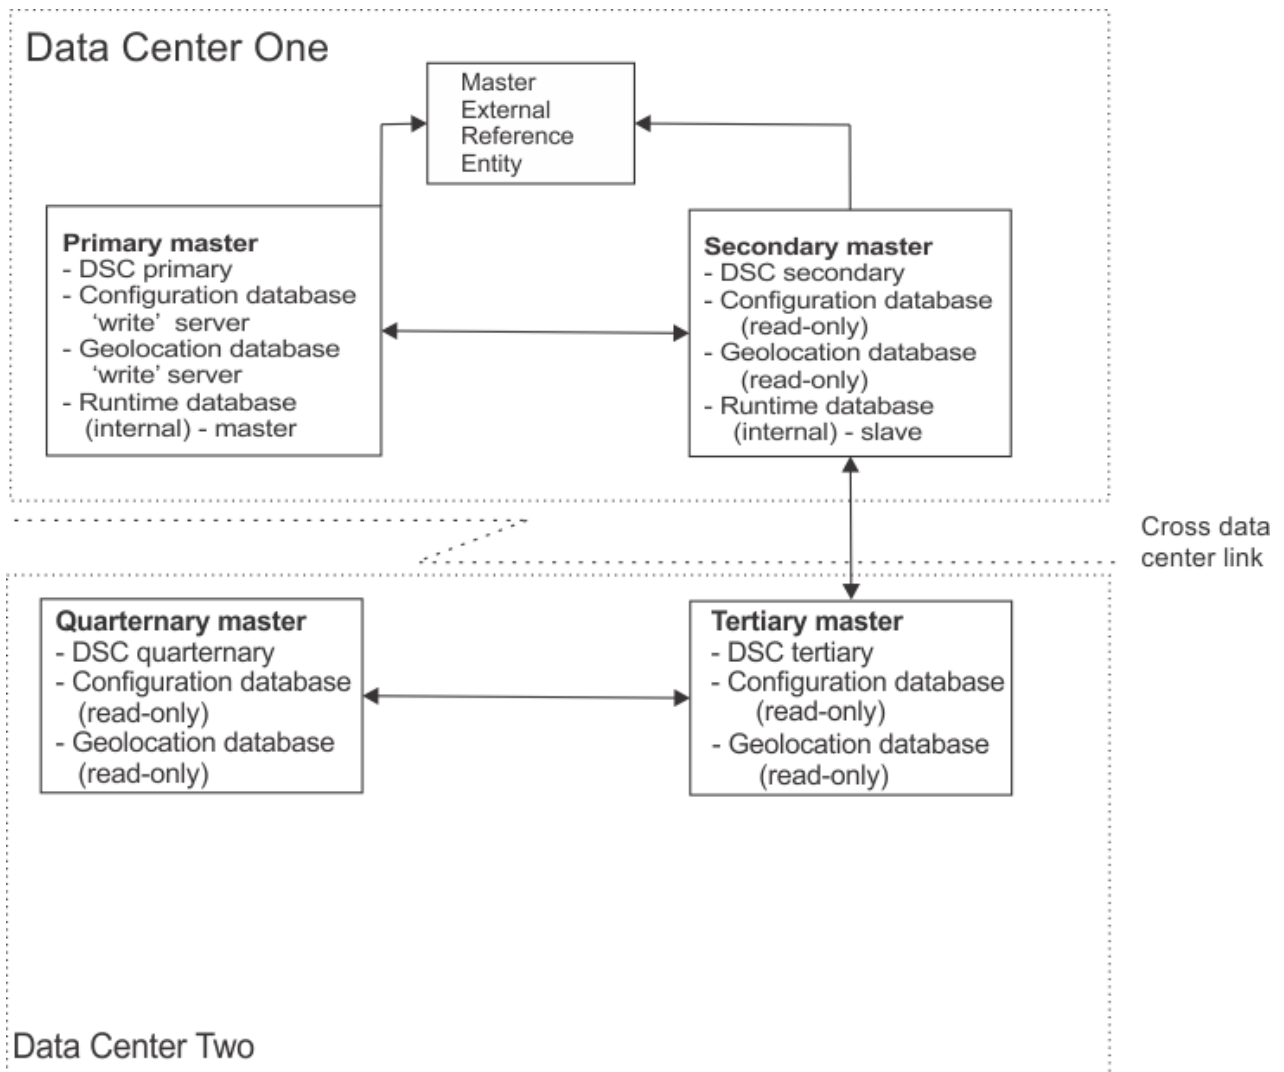 Data Center One
Master
External
Reference
Entity
Primary master
- DSC primary
- Configuration database
‘write’ server
- Geolocation database
‘write’ server
- Runtime database
(internal) - master
Secondary master
- DSC secondary
- Configuration database
(read-only)
- Geolocation database
(read-only)
- Runtime database
(internal) - slave
Cross data
center link
Quarternary master
- DSC quarternary
- Configuration database
(read-only)
- Geolocation database
(read-only)
Tertiary master
- DSC tertiary
- Configuration database
(read-only)
- Geolocation database
(read-only)
Data Center Two